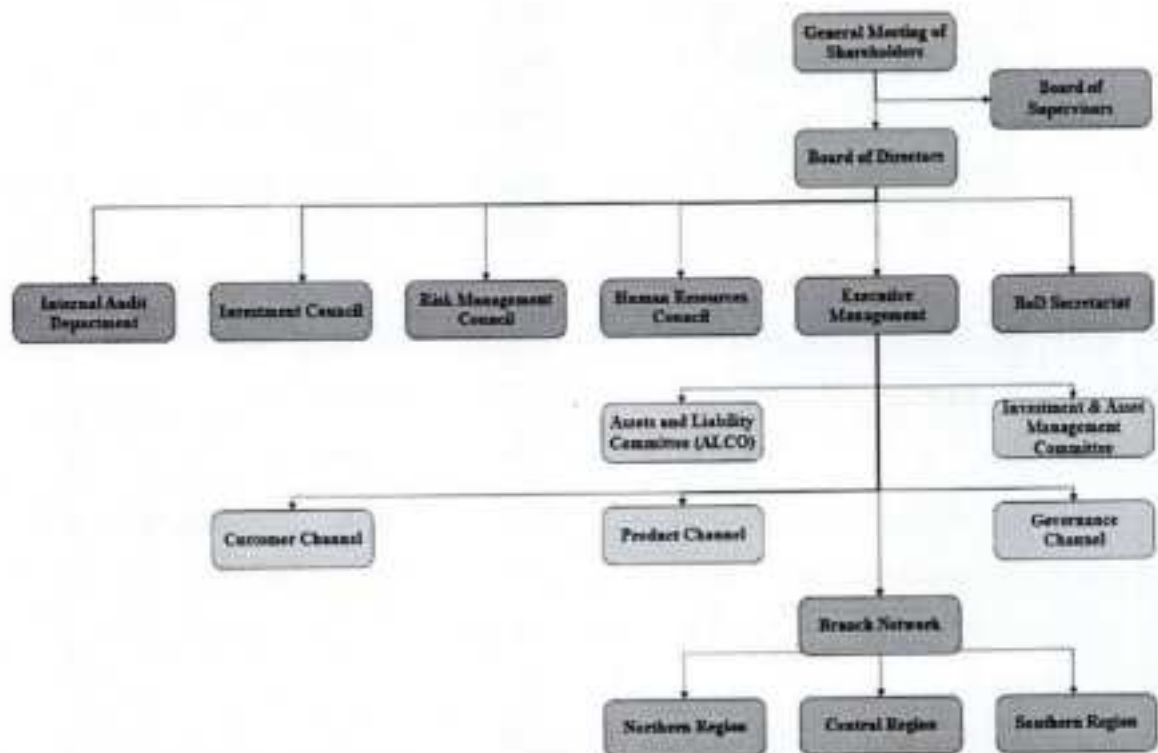 General Meeting of
Shareholders
Board of
Supervisors
Board of Directors
Internal Audit
Department
Investment Council
Risk Management
Council
Human Resources
Council
Executive
Management
BoD Secretariat
Assets and Liability
Committee (ALCO)
Investment & Asset
Management
Committee
Customer Channel
Product Channel
Governance
Channel
Branch Network
Northern Region
Central Region
Southern Region